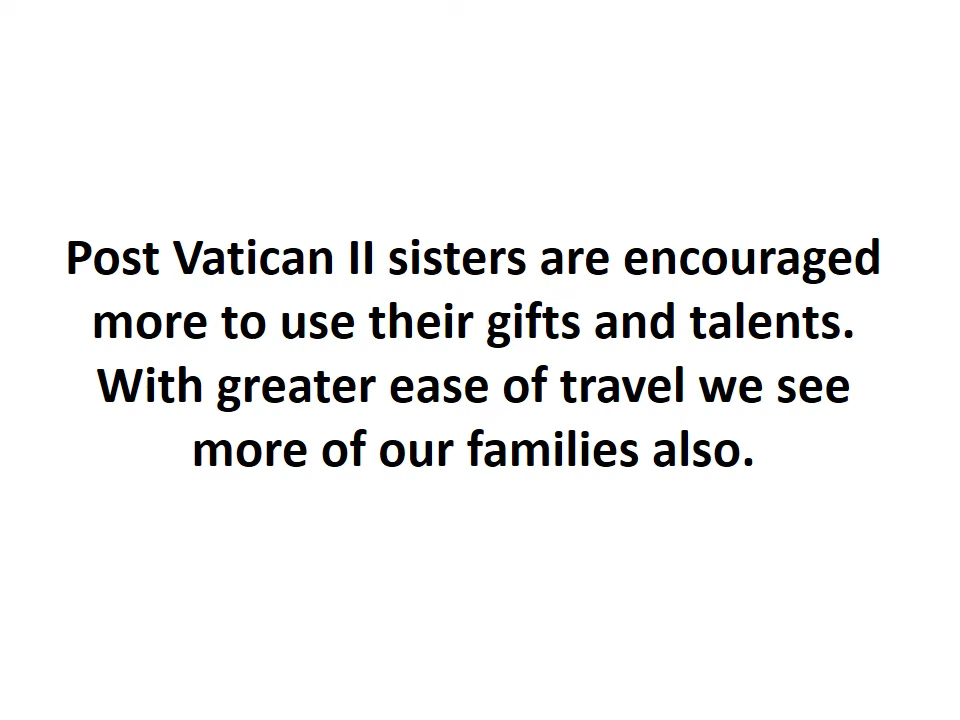 Post Vatican II sisters are encouraged
more to use their gifts and talents.
With greater ease of travel we see
more of our families also.